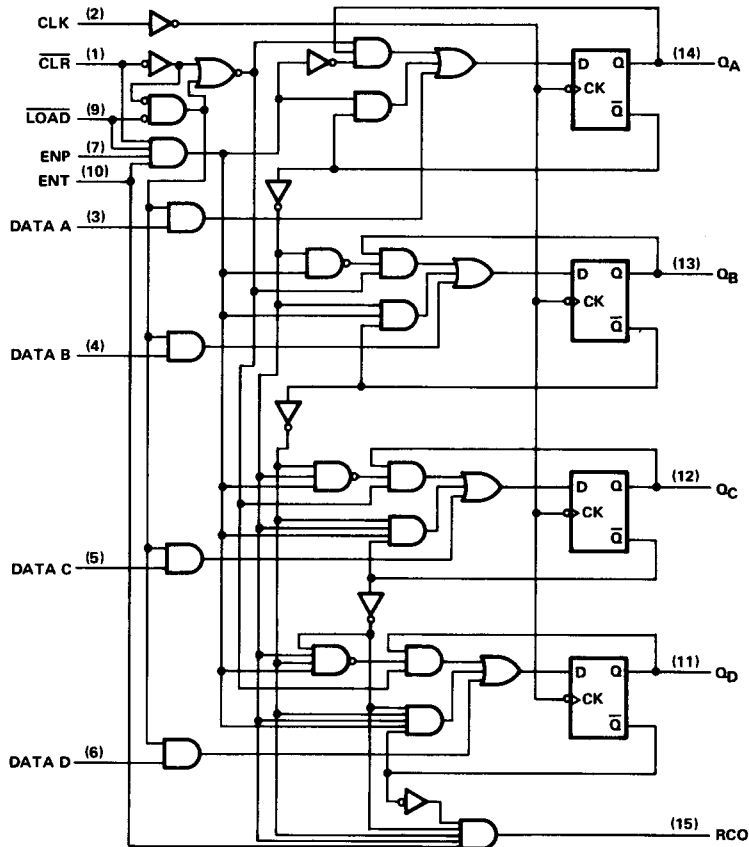 CLK (2)
CLR (1)
LOAD (9)
ENP (7)
ENT (10)
DATA A (3)
D Q (14) QA
CK
Q
D Q (13) QB
CK
Q
DATA B (4)
D Q (12) QC
CK
Q
DATA C (5)
D Q (11) QD
CK
Q
DATA D (6)
(15) RCO